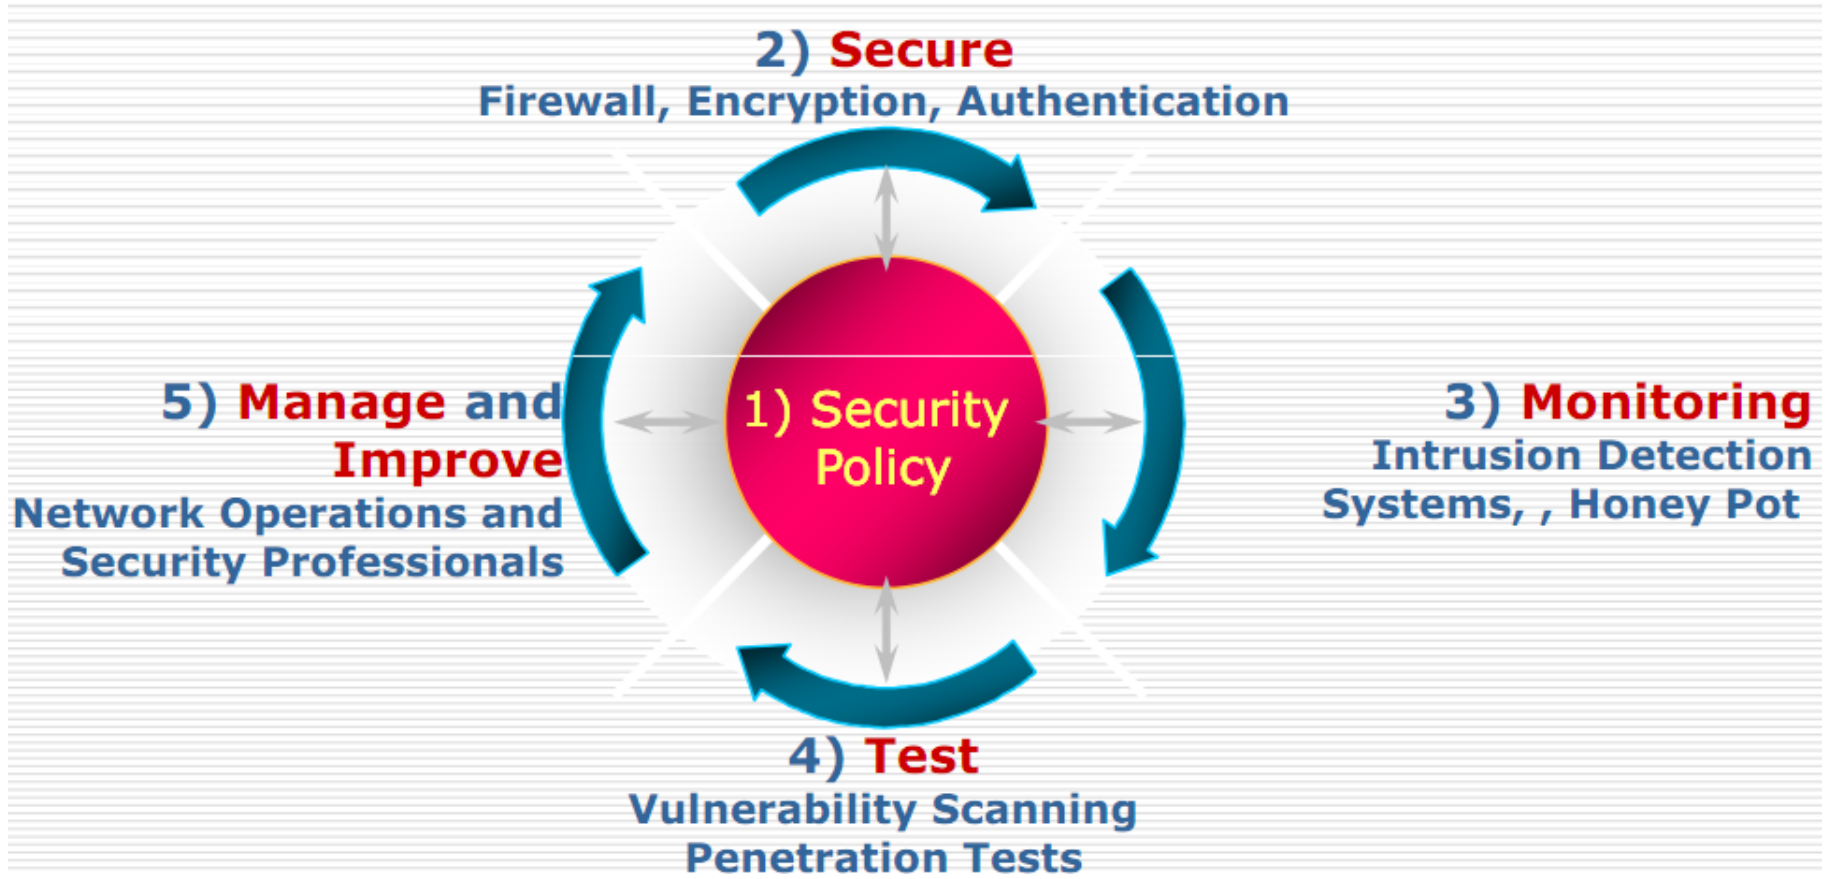 2) Secure
Firewall, Encryption, Authentication
1) Security
Policy
3) Monitoring
Intrusion Detection
Systems, , Honey Pot
4) Test
Vulnerability Scanning
Penetration Tests
5) Manage and
Improve
Network Operations and
Security Professionals